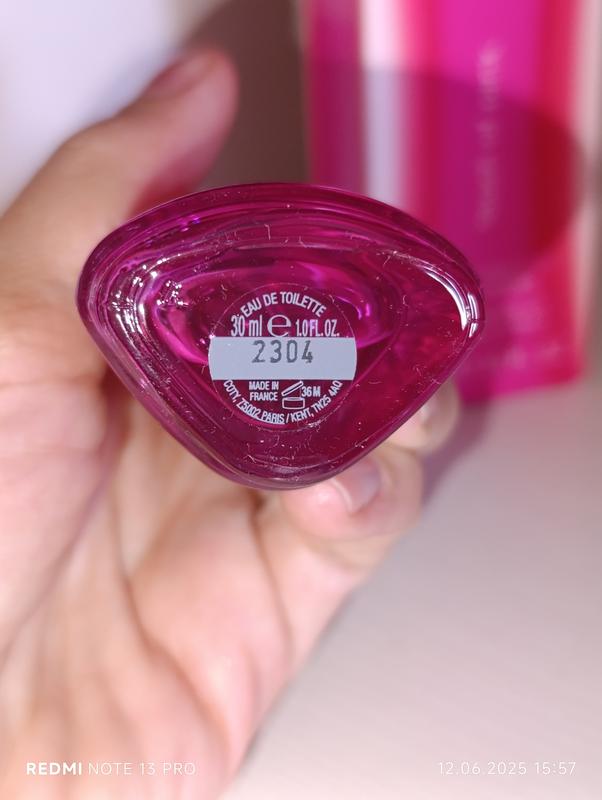 EAU DE TOILETTE
30 ml e 1.0 FL. OZ.
2304
MADE IN
FRANCE
36 M
COTY, 75002 PARIS / KENT, TN25 4AQ
REDMI NOTE 13 PRO
12.06.2025 15:57